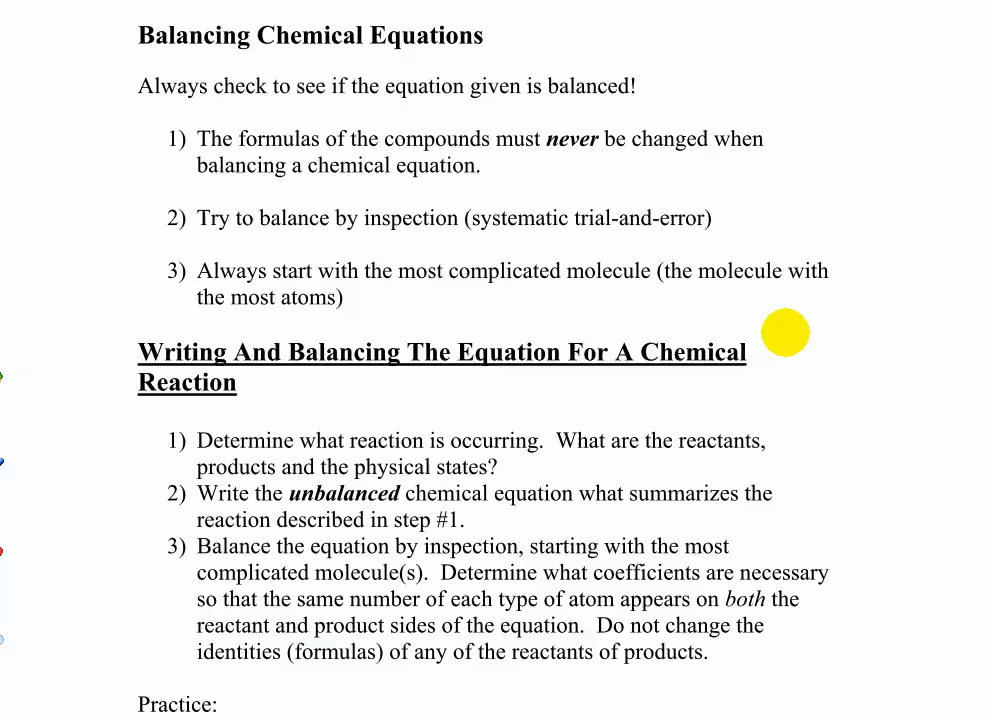 Balancing Chemical Equations
Always check to see if the equation given is balanced!
1) The formulas of the compounds must never be changed when
balancing a chemical equation.
2) Try to balance by inspection (systematic trial-and-error)
3) Always start with the most complicated molecule (the molecule with
the most atoms)
Writing And Balancing The Equation For A Chemical
Reaction
1) Determine what reaction is occurring. What are the reactants,
products and the physical states?
2) Write the unbalanced chemical equation what summarizes the
reaction described in step #1.
3) Balance the equation by inspection, starting with the most
complicated molecule(s). Determine what coefficients are necessary
so that the same number of each type of atom appears on both the
reactant and product sides of the equation. Do not change the
identities (formulas) of any of the reactants of products.
Practice: